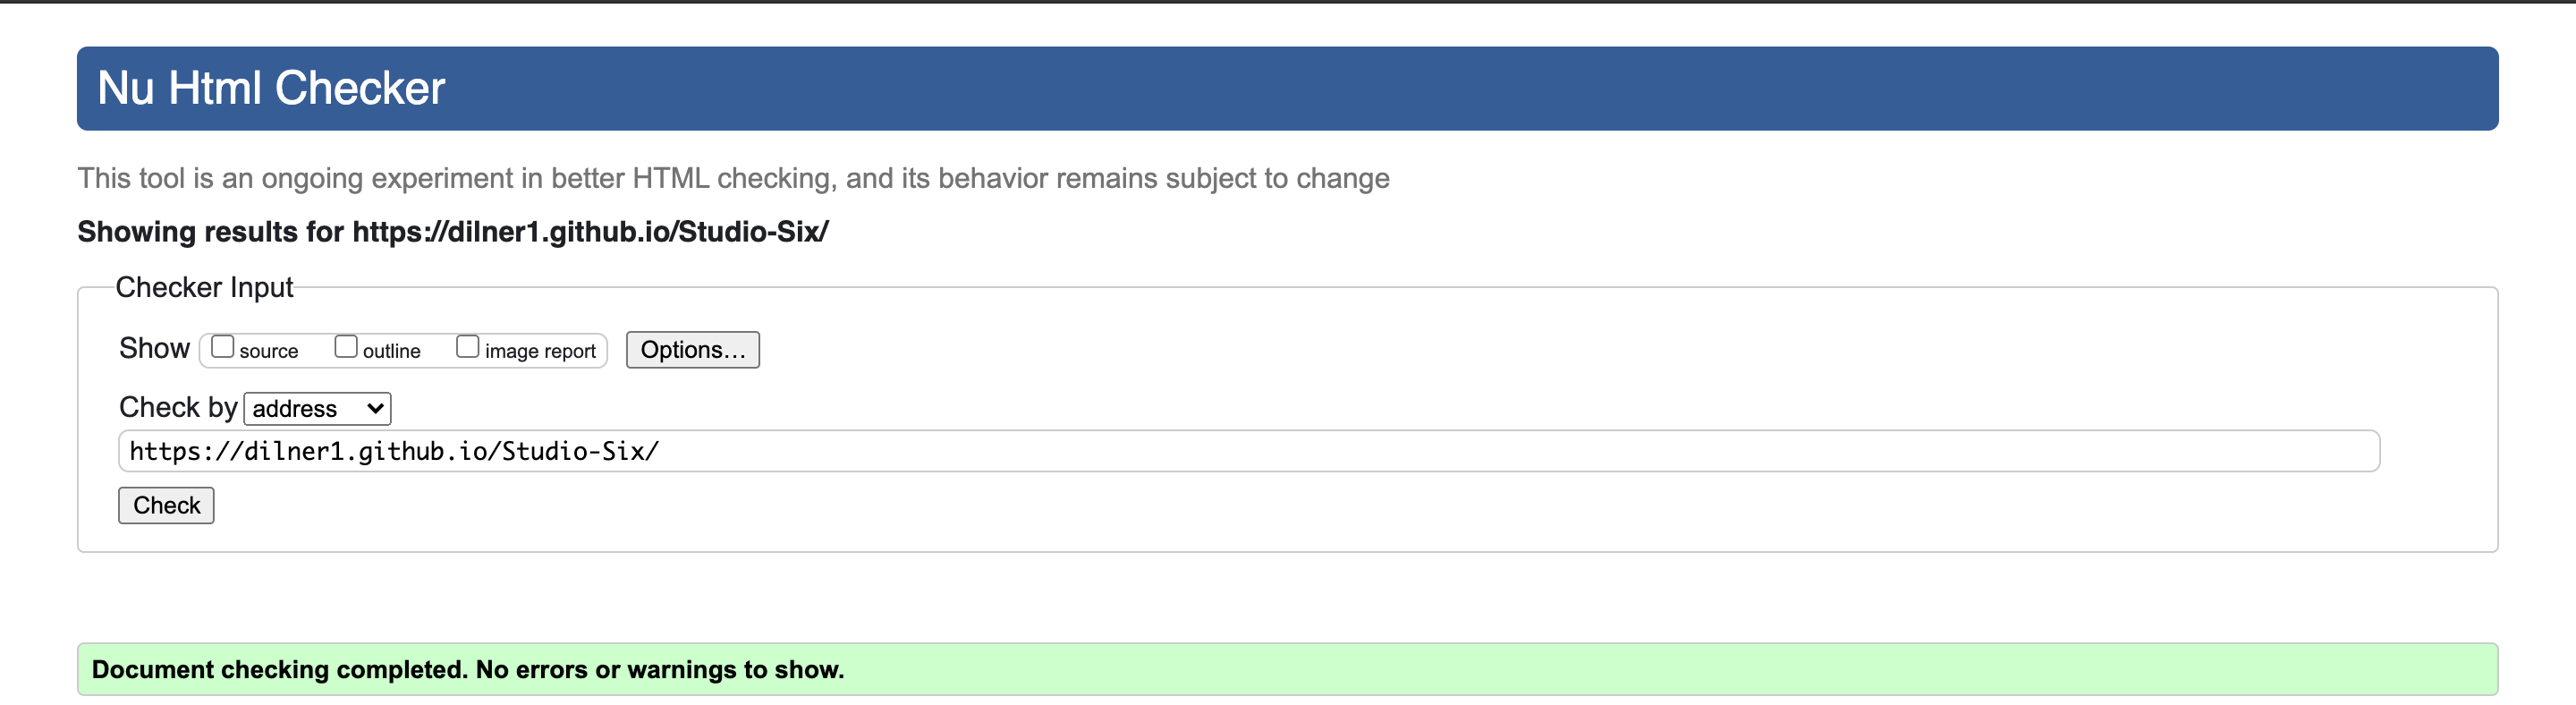 Nu Html Checker
This tool is an ongoing experiment in better HTML checking, and its behavior remains subject to change
Showing results for https://dilner1.github.io/Studio-Six/
Checker Input
Show source outline image report Options...
Check by address
https://dilner1.github.io/Studio-Six/
Check
Document checking completed. No errors or warnings to show.